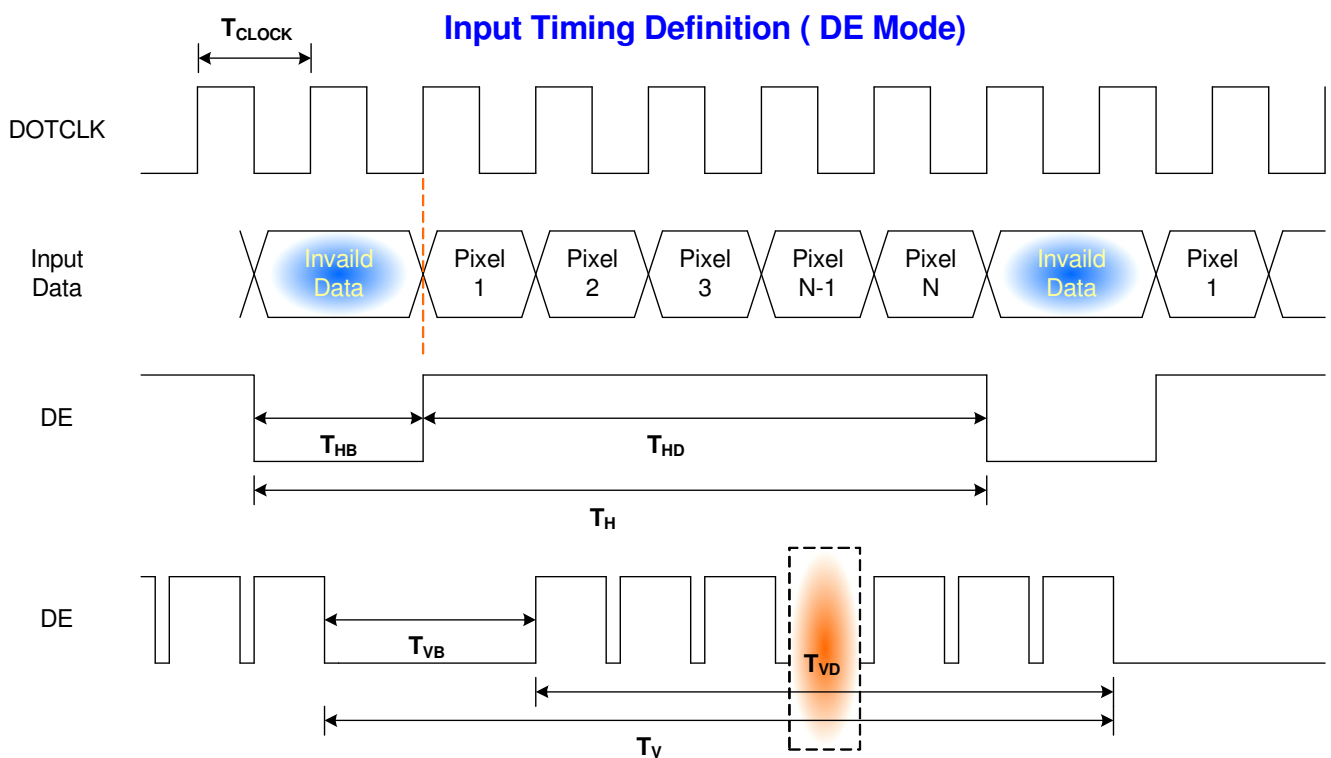 Input Timing Definition ( DE Mode)
TCLOCK
DOTCLK
Input
Data
Invaild
Data
Pixel
1
Pixel
2
Pixel
3
Pixel
N-1
Pixel
N
Invaild
Data
Pixel
1
DE
THB
THD
TH
DE
TVB
TVD
TV